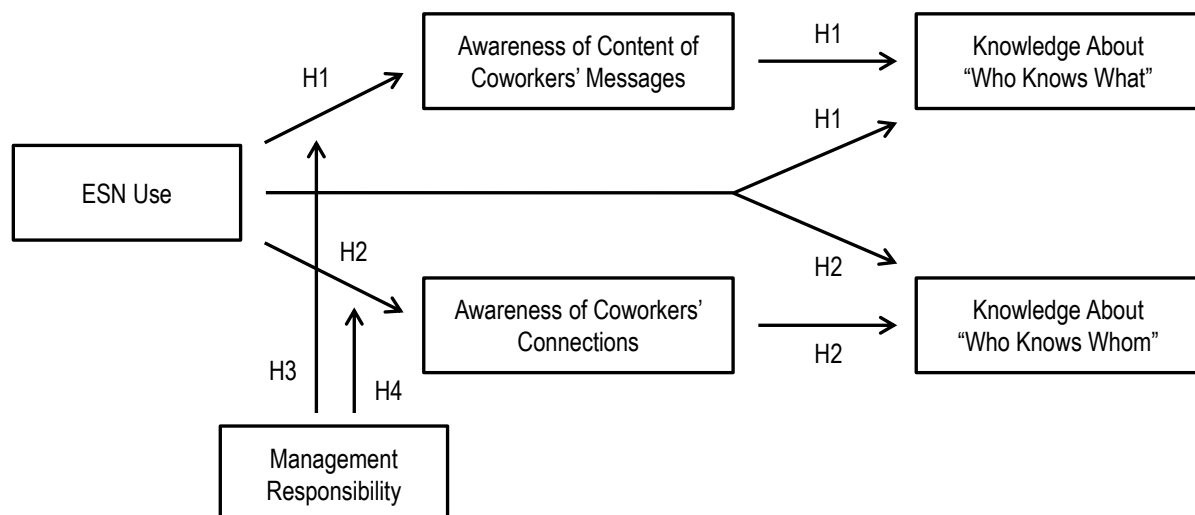 Awareness of Content of
Coworkers' Messages
H1
Knowledge About
“Who Knows What”
H1
H1
ESN Use
H2
H2
Awareness of Coworkers'
Connections
Knowledge About
“Who Knows Whom”
H2
H3
H4
Management
Responsibility